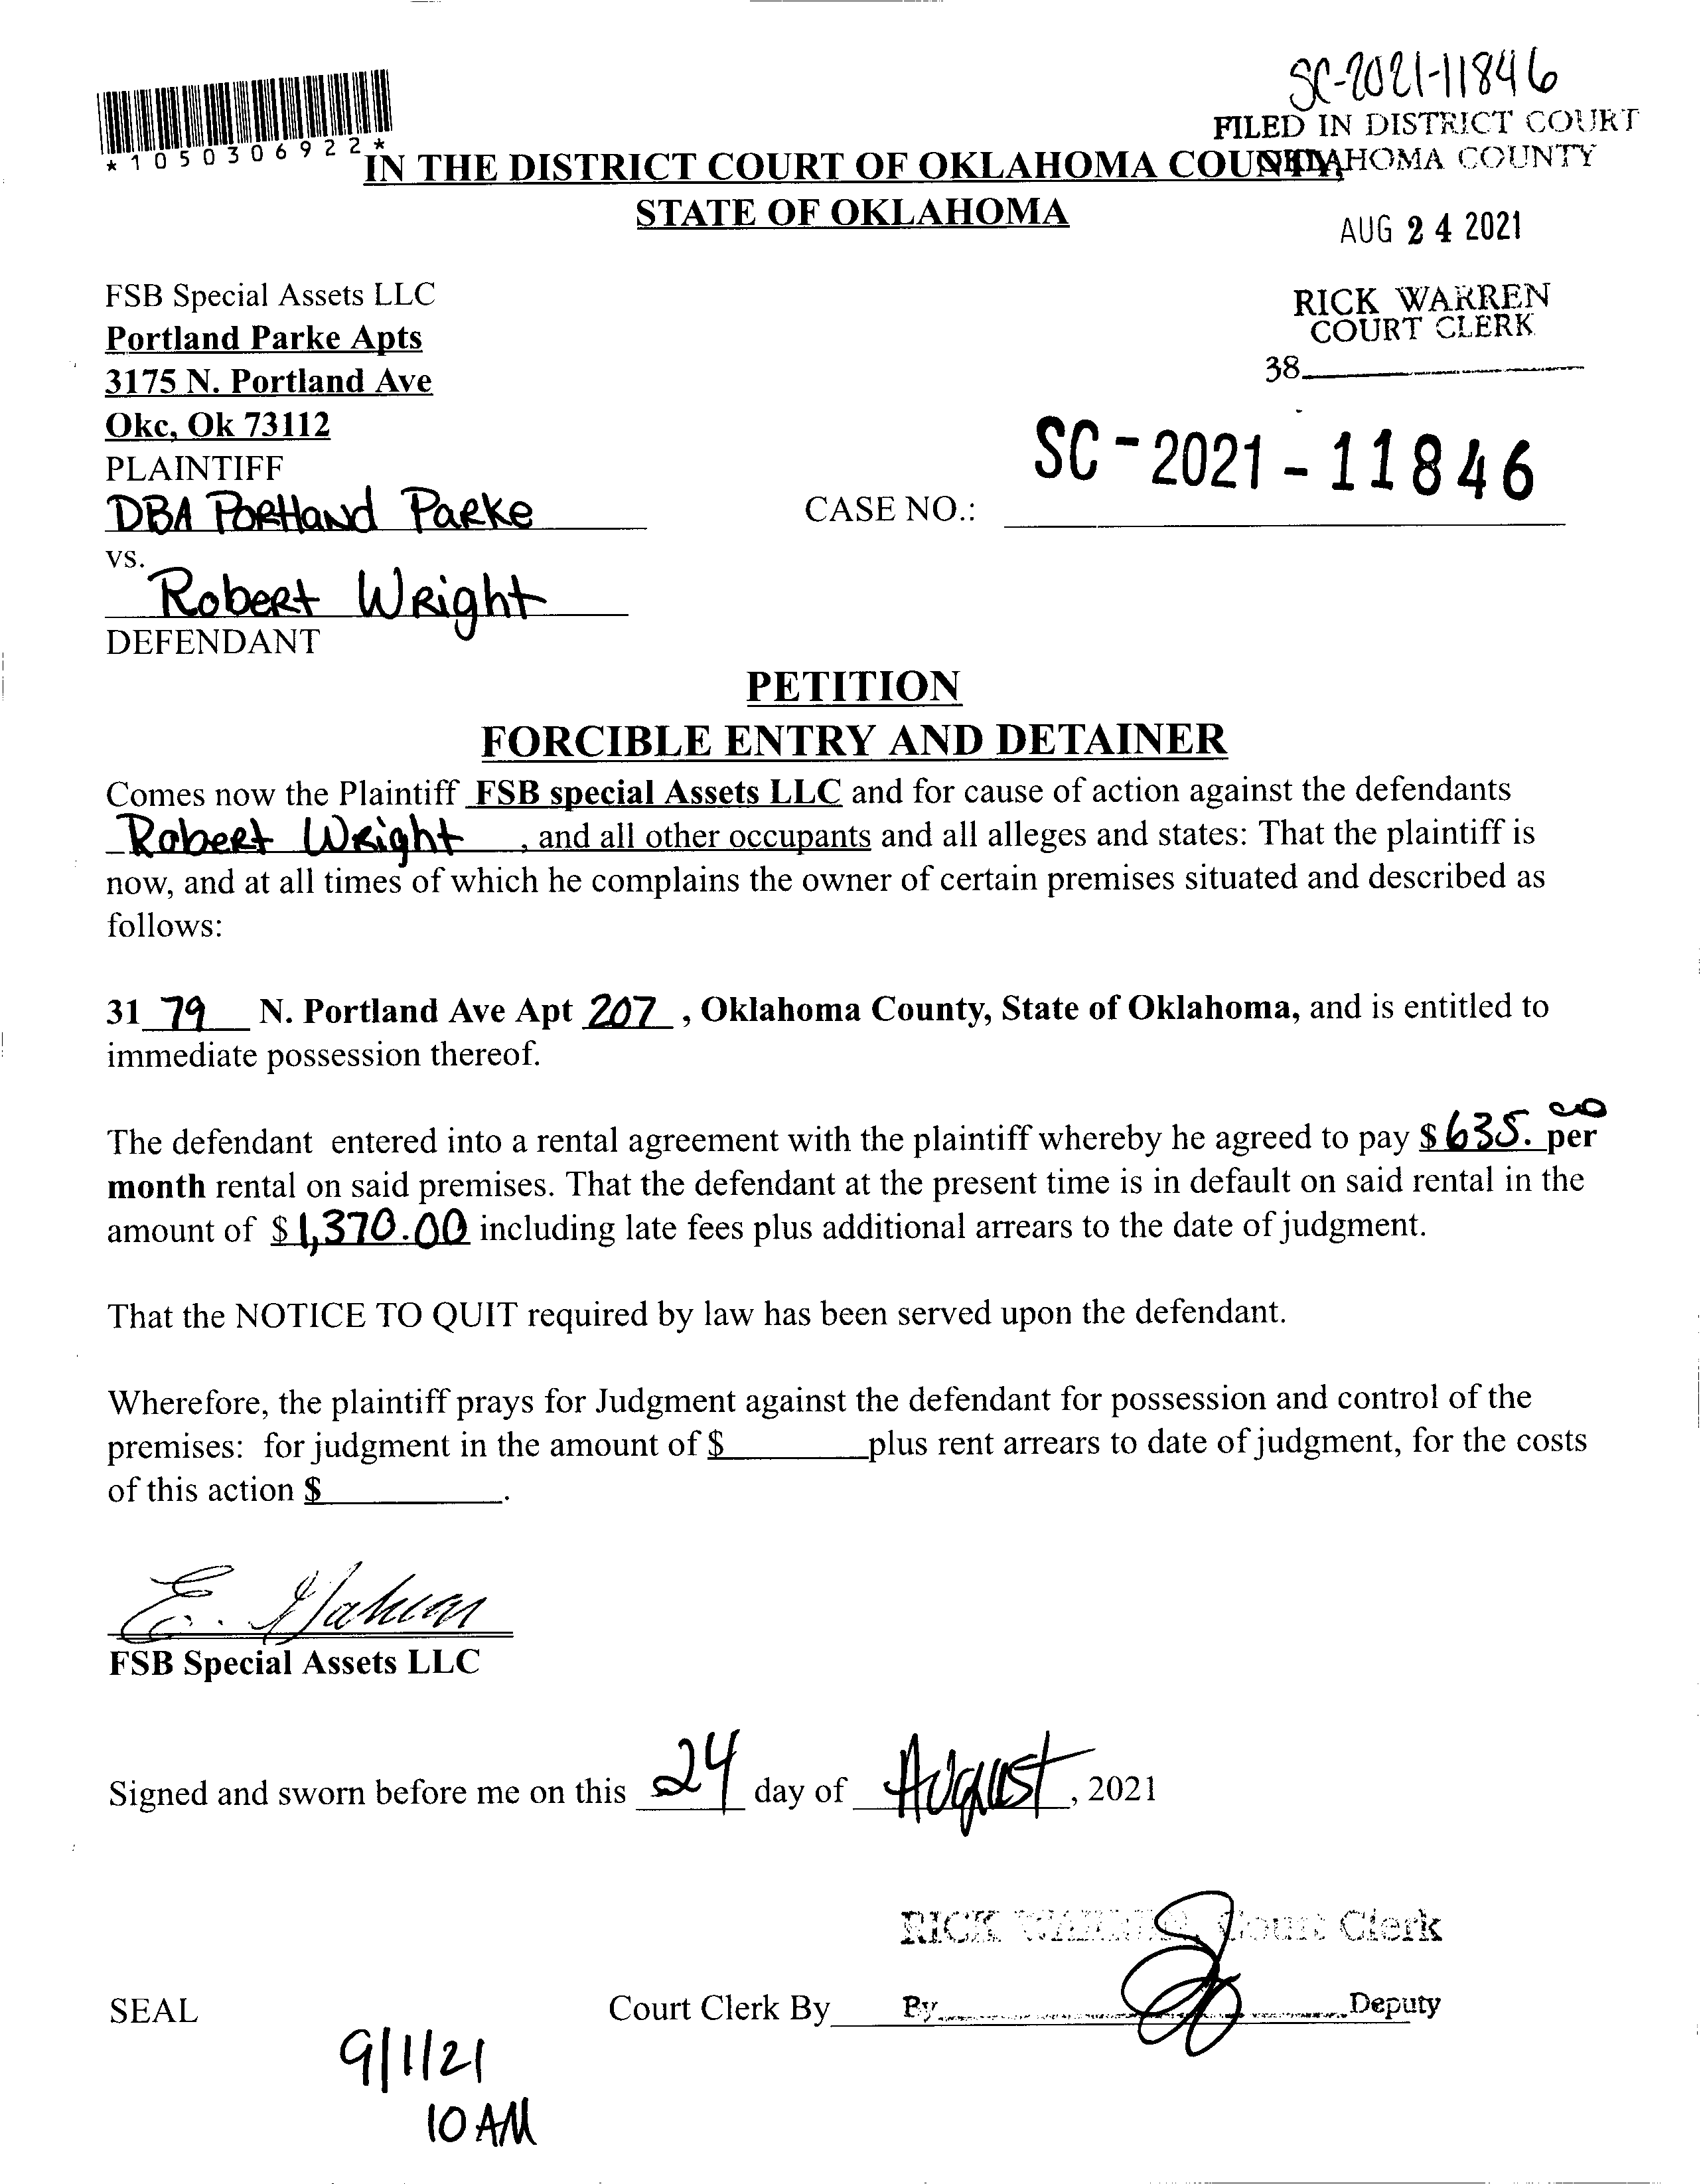 SC-2021-11846
FILED IN DISTRICT COURT
OKLAHOMA COUNTY
*1050306922*
IN THE DISTRICT COURT OF OKLAHOMA COUNTY,
STATE OF OKLAHOMA
AUG 24 2021
FSB Special Assets LLC
RICK WARREN
COURT CLERK
Portland Parke Apts
38
3175 N. Portland Ave
Okc, Ok 73112
PLAINTIFF
SC-2021-11846
DBA Portland Parke
CASE NO.:
vs.
Robert Wright
DEFENDANT
PETITION
FORCIBLE ENTRY AND DETAINER
Comes now the Plaintiff FSB special Assets LLC and for cause of action against the defendants
Robert Wright, and all other occupants and all alleges and states: That the plaintiff is
now, and at all times of which he complains the owner of certain premises situated and described as
follows:
31 79 N. Portland Ave Apt 207, Oklahoma County, State of Oklahoma, and is entitled to
immediate possession thereof.
The defendant entered into a rental agreement with the plaintiff whereby he agreed to pay $635.00 per
month rental on said premises. That the defendant at the present time is in default on said rental in the
amount of $1,370.00 including late fees plus additional arrears to the date of judgment.
That the NOTICE TO QUIT required by law has been served upon the defendant.
Wherefore, the plaintiff prays for Judgment against the defendant for possession and control of the
premises: for judgment in the amount of $________plus rent arrears to date of judgment, for the costs
of this action $__________.
E.
FSB Special Assets LLC
Signed and sworn before me on this 24 day of August, 2021
RICK WARREN, Court Clerk
SEAL
Court Clerk By
By Deputy
9/1/21
10 AM